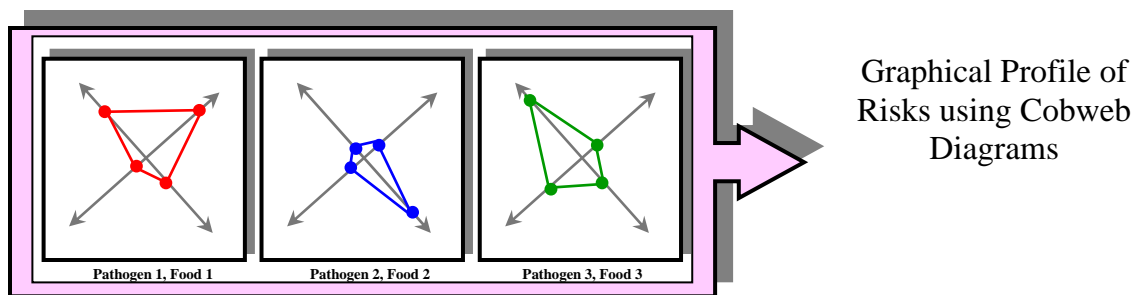 Graphical Profile of
Risks using Cobweb
Diagrams
Pathogen 1, Food 1
Pathogen 2, Food 2
Pathogen 3, Food 3